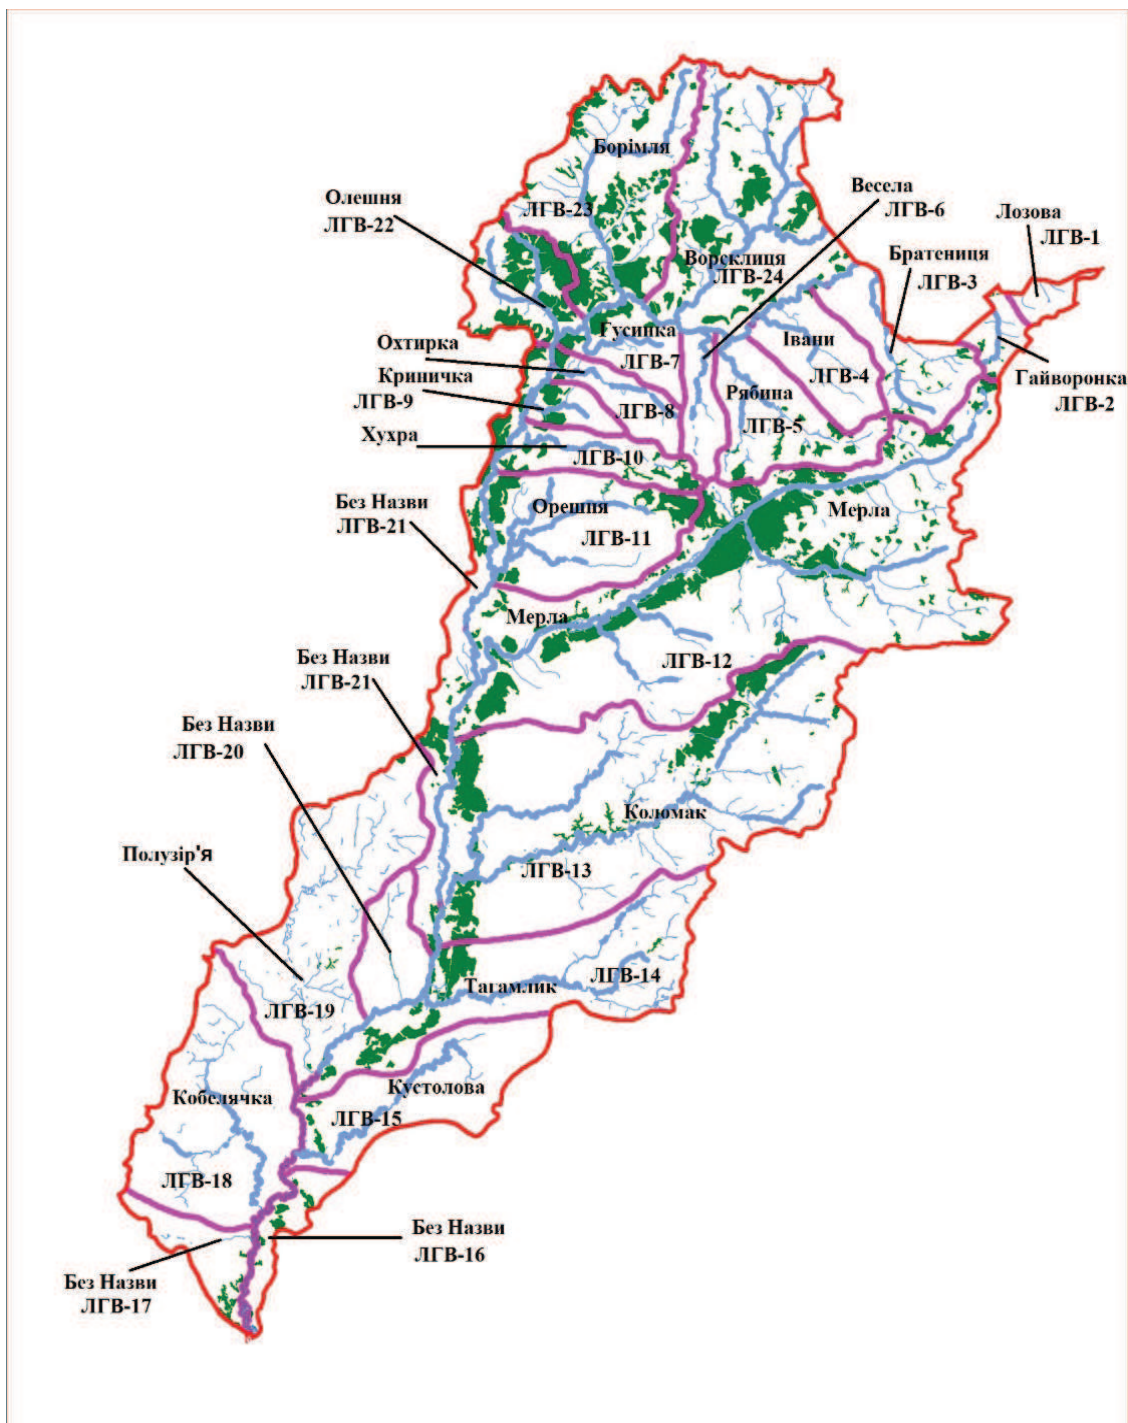 Борімля
ЛГВ-23
Олешня
ЛГВ-22
Весела
ЛГВ-6
Лозова
ЛГВ-1
Братениця
ЛГВ-3
Ворсклиця
ЛГВ-24
Гусинка
ЛГВ-7
Івани
ЛГВ-4
Охтирка
Криничка
ЛГВ-9
Гайворонка
ЛГВ-2
Рябина
ЛГВ-5
ЛГВ-8
Хухра
ЛГВ-10
Без Назви
ЛГВ-21
Орешня
ЛГВ-11
Мерла
Мерла
ЛГВ-12
Без Назви
ЛГВ-21
Без Назви
ЛГВ-20
Коломак
ЛГВ-13
Полузір'я
Тагамлик
ЛГВ-14
ЛГВ-19
Кобелячка
Кустолова
ЛГВ-15
ЛГВ-18
Без Назви
ЛГВ-16
Без Назви
ЛГВ-17